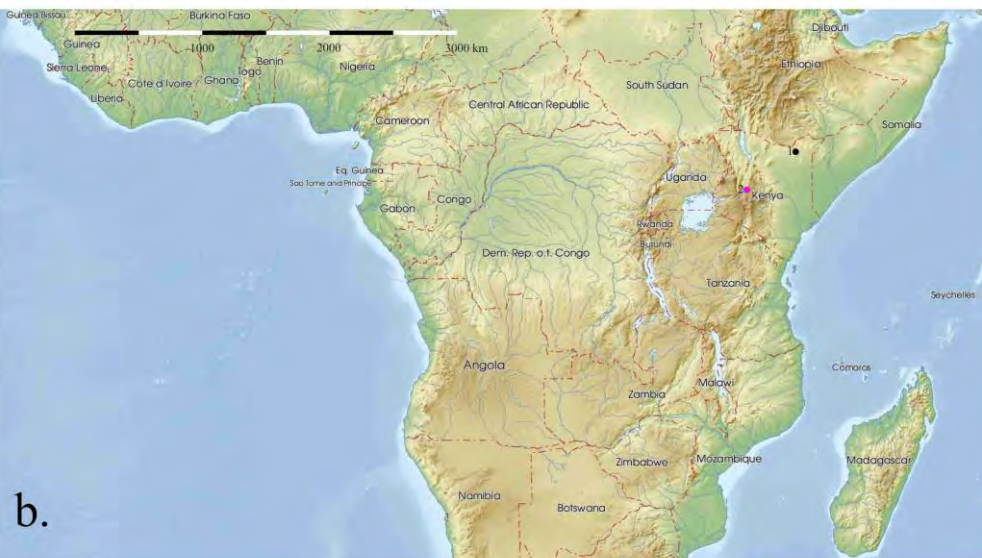 Guinea Bissau
Burkina Faso
Djibouti
1000 2000 3000 km
Guinea
Benin
Nigeria
Ethiopia
Sierra Leone
Togo
Cote d'Ivoire
Ghana
South Sudan
Liberia
Central African Republic
Cameroon
Somalia
1
Eq. Guinea
Uganda
Sao Tome and Principe
Kenya
Congo
Gabon
Rwanda
Burundi
Dem. Rep. o.t. Congo
Tanzania
Seychelles
Angola
Comoros
Malawi
Zambia
Mozambique
Madagascar
Zimbabwe
Namibia
Botswana
b.